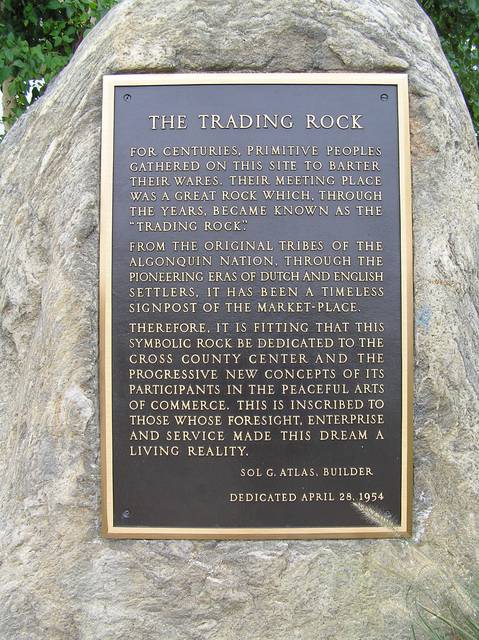 THE TRADING ROCK
FOR CENTURIES, PRIMITIVE PEOPLES
GATHERED ON THIS SITE TO BARTER
THEIR WARES. THEIR MEETING PLACE
WAS A GREAT ROCK WHICH, THROUGH
THE YEARS, BECAME KNOWN AS THE
"TRADING ROCK."
FROM THE ORIGINAL TRIBES OF THE
ALGONQUIN NATION, THROUGH THE
PIONEERING ERAS OF DUTCH AND ENGLISH
SETTLERS, IT HAS BEEN A TIMELESS
SIGNPOST OF THE MARKET-PLACE.
THEREFORE, IT IS FITTING THAT THIS
SYMBOLIC ROCK BE DEDICATED TO THE
CROSS COUNTY CENTER AND THE
PROGRESSIVE NEW CONCEPTS OF ITS
PARTICIPANTS IN THE PEACEFUL ARTS
OF COMMERCE. THIS IS INSCRIBED TO
THOSE WHOSE FORESIGHT, ENTERPRISE
AND SERVICE MADE THIS DREAM A
LIVING REALITY.
SOL G. ATLAS, BUILDER
DEDICATED APRIL 28, 1954